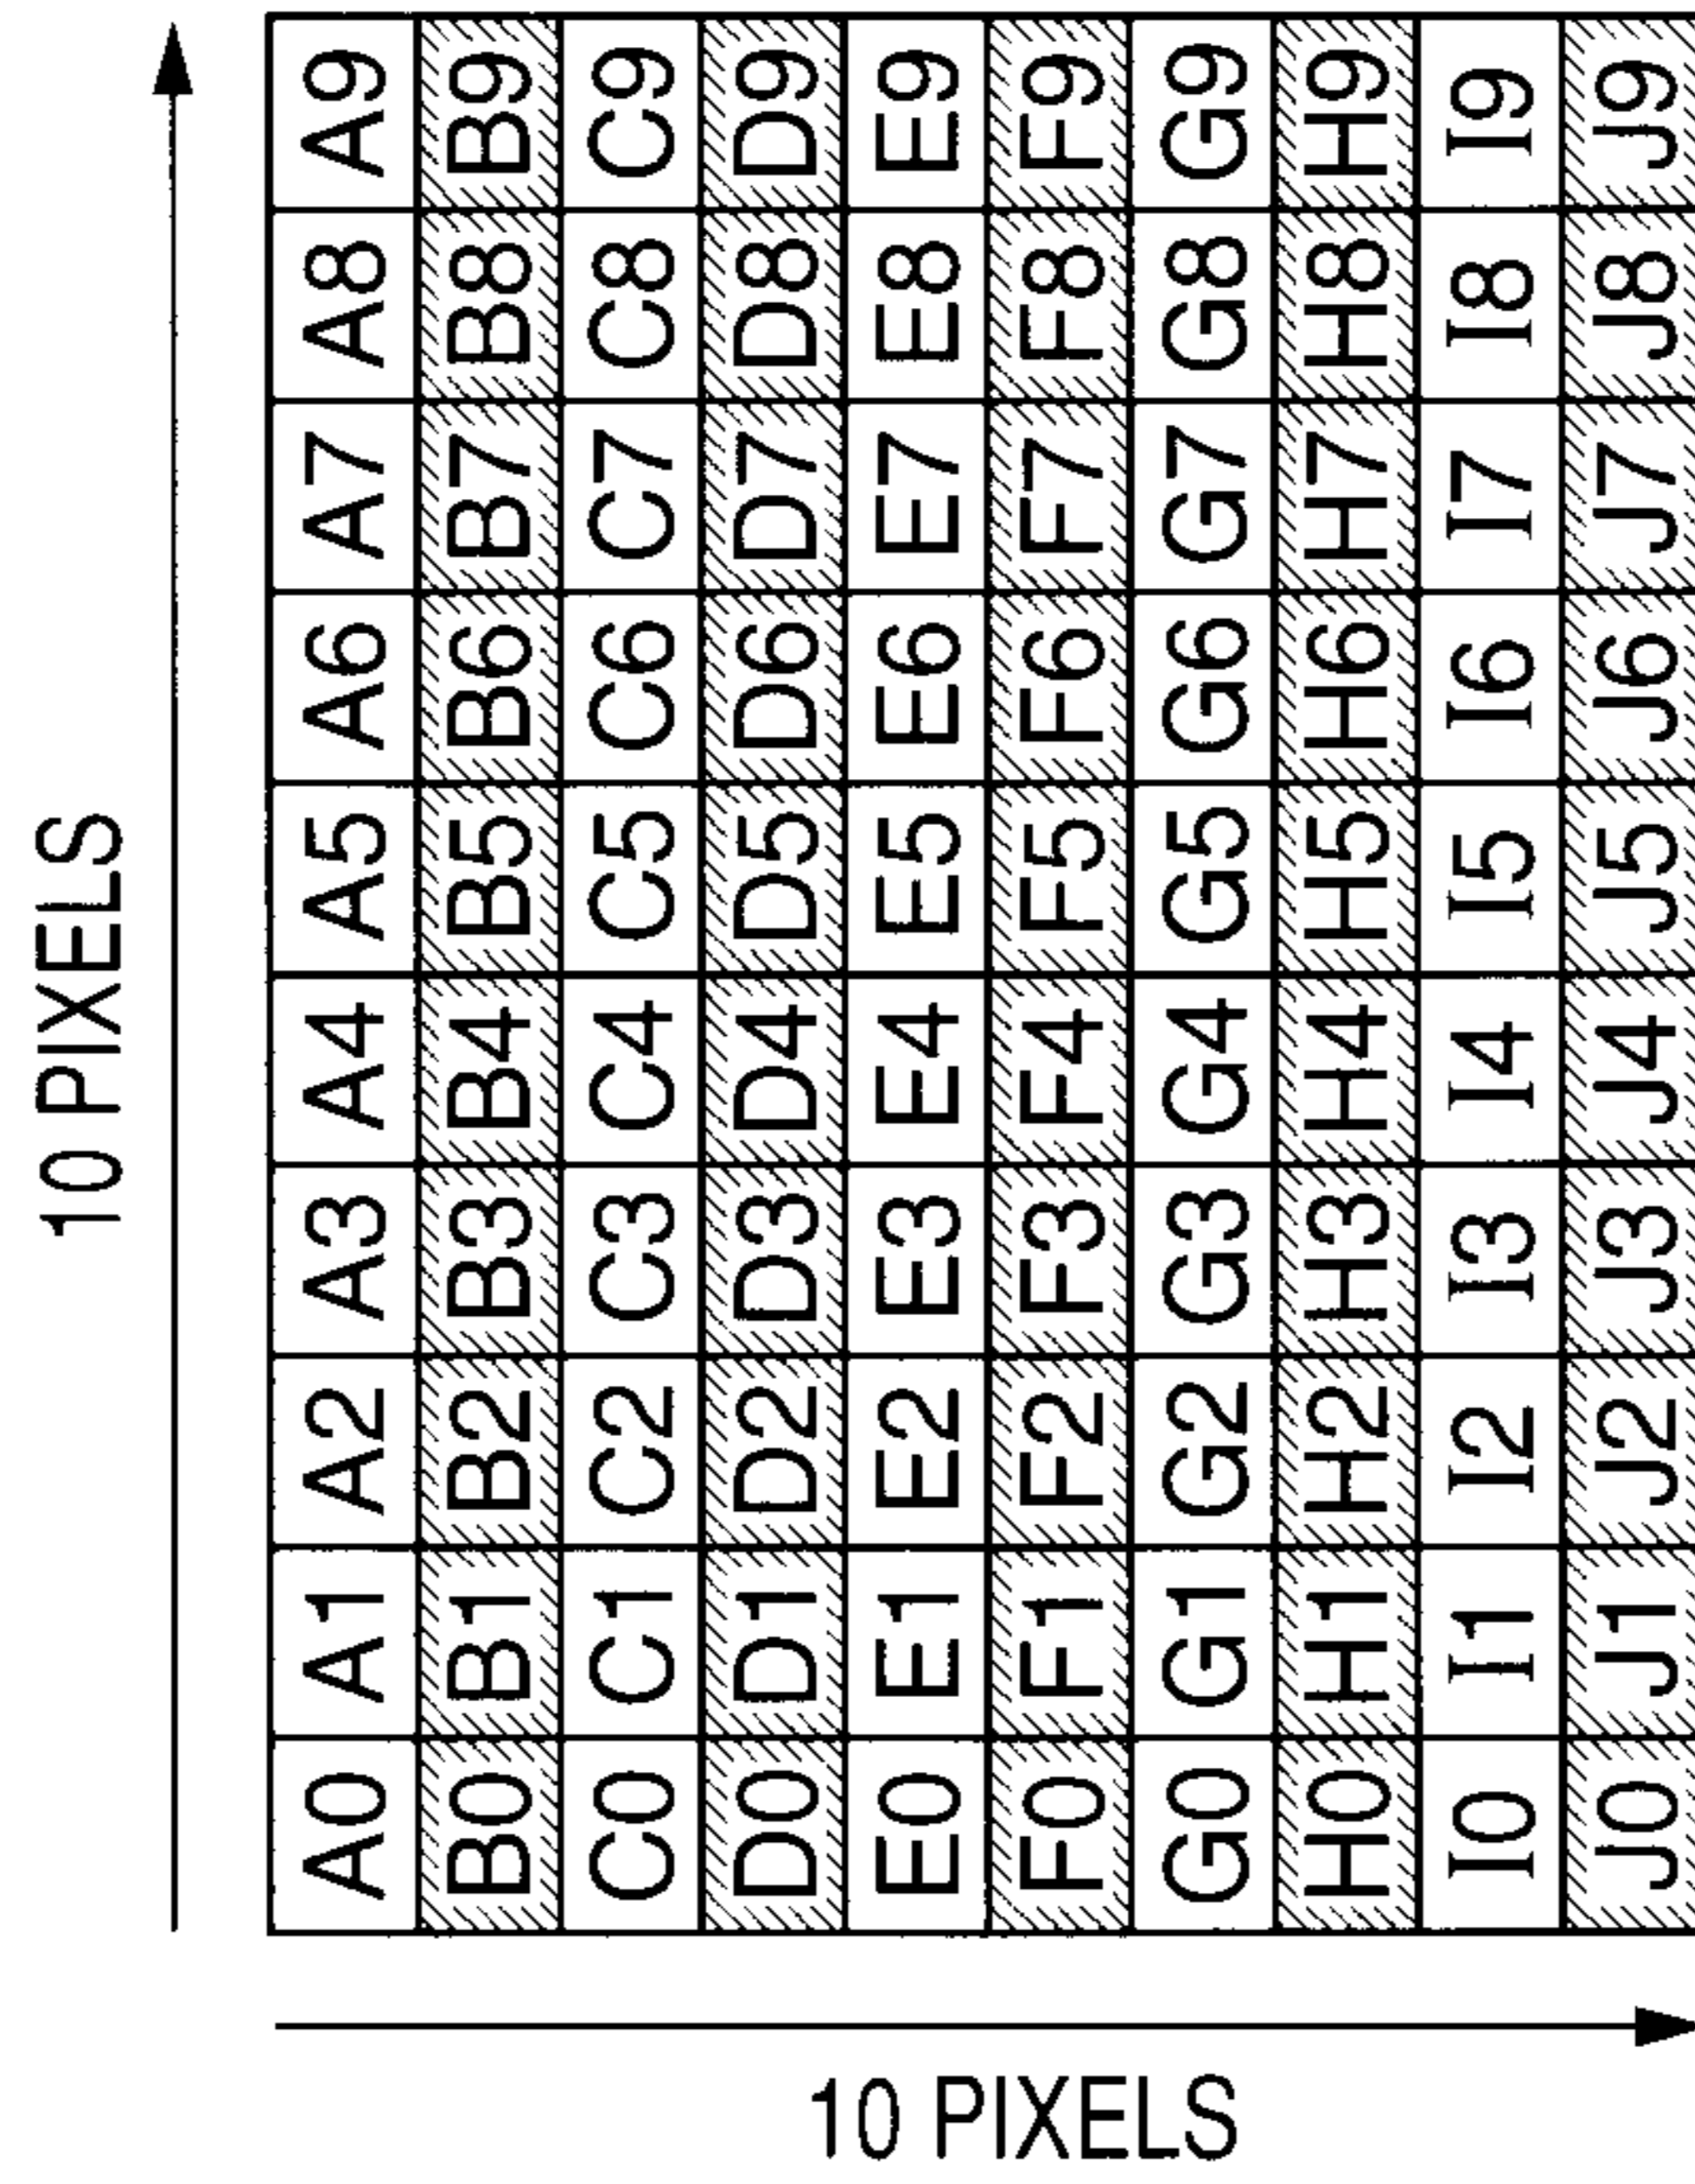 10 PIXELS
A0 A1 A2 A3 A4 A5 A6 A7 A8 A9
B0 B1 B2 B3 B4 B5 B6 B7 B8 B9
C0 C1 C2 C3 C4 C5 C6 C7 C8 C9
D0 D1 D2 D3 D4 D5 D6 D7 D8 D9
E0 E1 E2 E3 E4 E5 E6 E7 E8 E9
F0 F1 F2 F3 F4 F5 F6 F7 F8 F9
G0 G1 G2 G3 G4 G5 G6 G7 G8 G9
H0 H1 H2 H3 H4 H5 H6 H7 H8 H9
I0 I1 I2 I3 I4 I5 I6 I7 I8 I9
J0 J1 J2 J3 J4 J5 J6 J7 J8 J9
10 PIXELS